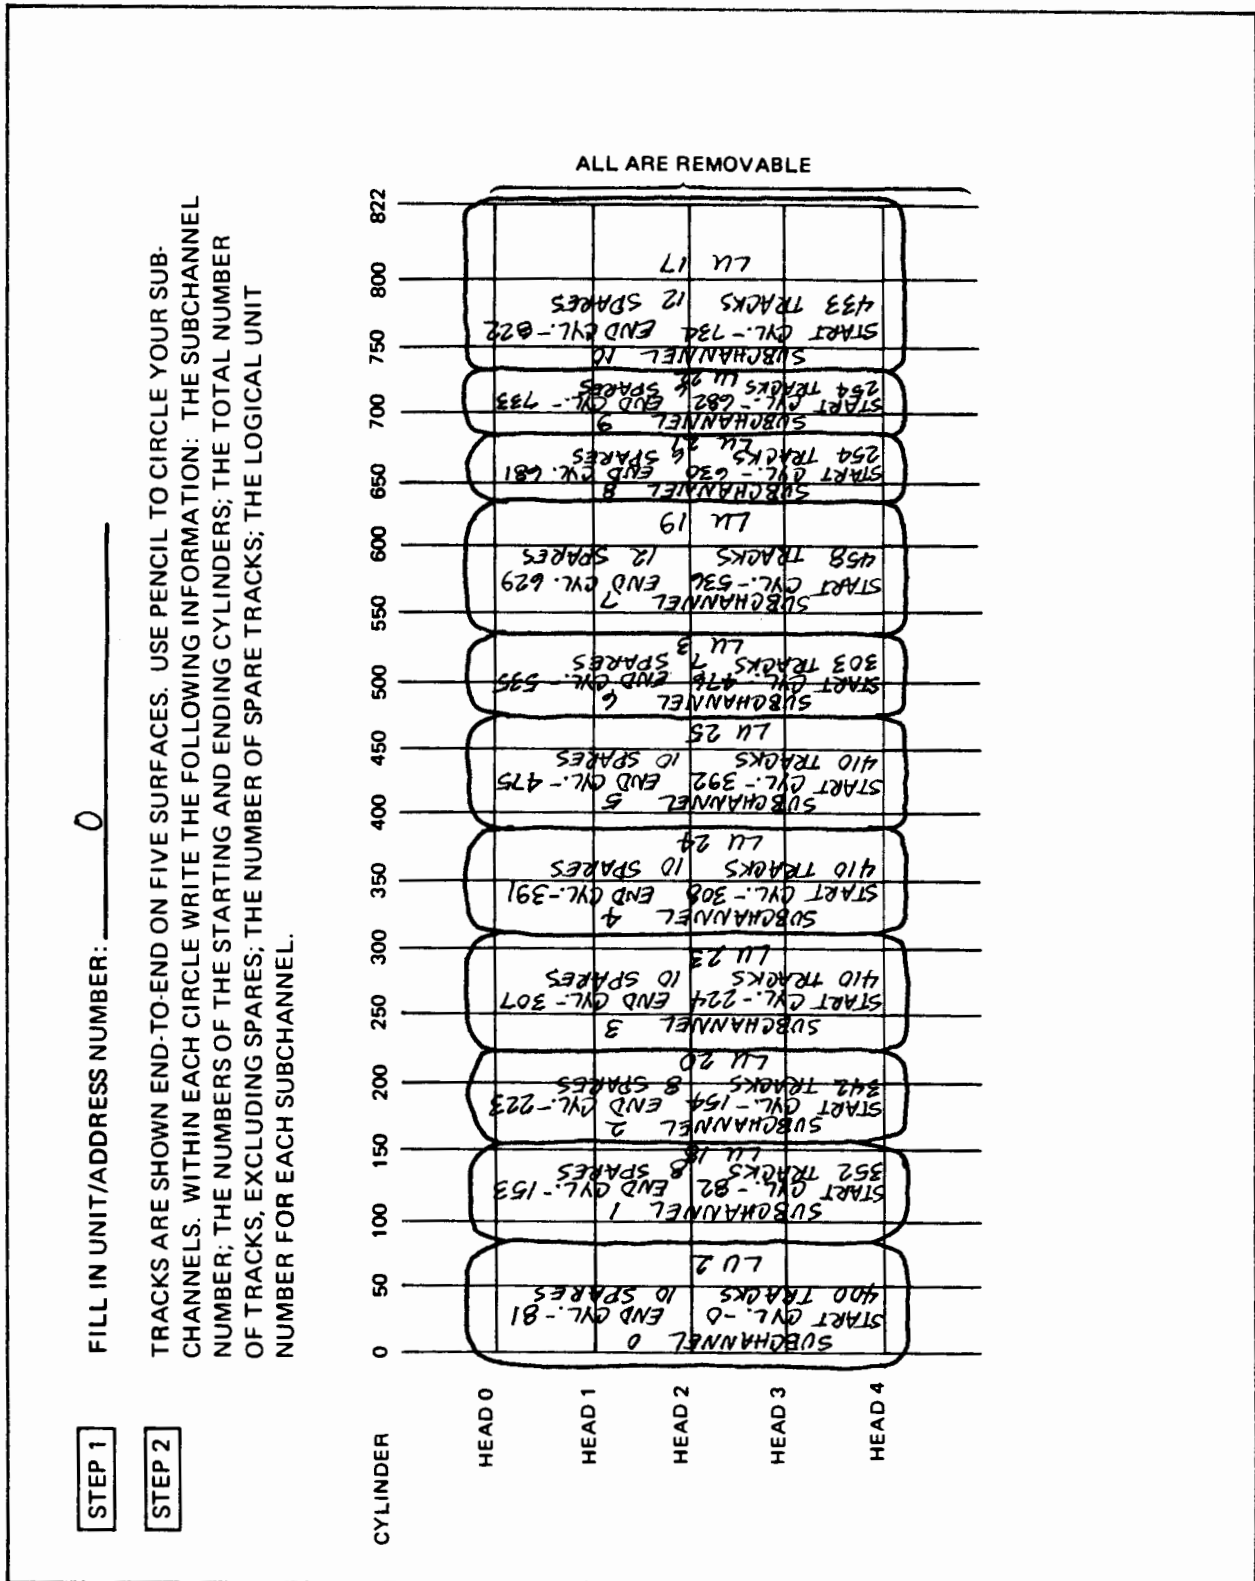 STEP 1
FILL IN UNIT/ADDRESS NUMBER: 0
STEP 2
TRACKS ARE SHOWN END-TO-END ON FIVE SURFACES. USE PENCIL TO CIRCLE YOUR SUB-
CHANNELS. WITHIN EACH CIRCLE WRITE THE FOLLOWING INFORMATION: THE SUBCHANNEL
NUMBER; THE NUMBERS OF THE STARTING AND ENDING CYLINDERS; THE TOTAL NUMBER
OF TRACKS, EXCLUDING SPARES; THE NUMBER OF SPARE TRACKS; THE LOGICAL UNIT
NUMBER FOR EACH SUBCHANNEL.
CYLINDER 0 50 100 150 200 250 300 350 400 450 500 550 600 650 700 750 800 822
HEAD 0
HEAD 1
HEAD 2
HEAD 3
HEAD 4
ALL ARE REMOVABLE
SUBCHANNEL 0
START CYL.-0 END CYL.-81
400 TRACKS 10 SPARES
LU 2
SUBCHANNEL 1
START CYL.-82 END CYL.-153
352 TRACKS 8 SPARES
LU 18
SUBCHANNEL 2
START CYL.-154 END CYL.-223
342 TRACKS 8 SPARES
LU 20
SUBCHANNEL 3
START CYL.-224 END CYL.-307
410 TRACKS 10 SPARES
LU 23
SUBCHANNEL 4
START CYL.-308 END CYL.-391
410 TRACKS 10 SPARES
LU 24
SUBCHANNEL 5
START CYL.-392 END CYL.-475
410 TRACKS 10 SPARES
LU 25
SUBCHANNEL 6
START CYL.-476 END CYL.-535
303 TRACKS 7 SPARES
LU 3
SUBCHANNEL 7
START CYL.-536 END CYL. 629
458 TRACKS 12 SPARES
LU 19
SUBCHANNEL 8
START CYL.-630 END CYL. 681
254 TRACKS 6 SPARES
LU 21
SUBCHANNEL 9
START CYL.-682 END CYL.-733
254 TRACKS 6 SPARES
LU 22
SUBCHANNEL 10
START CYL.-734 END CYL.-822
433 TRACKS 12 SPARES
LU 17